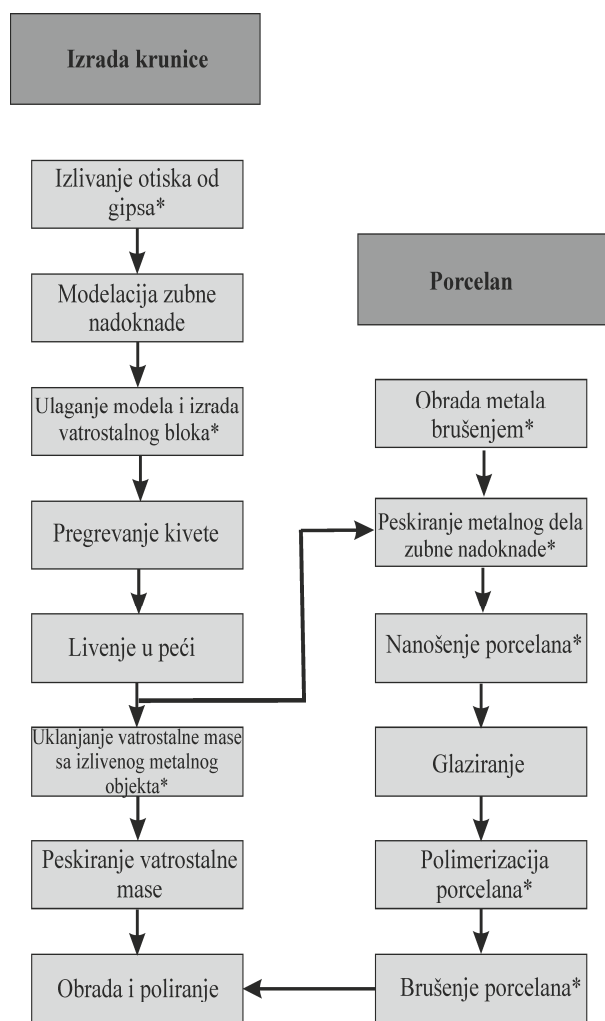 Izrada krunice
Izlivanje otiska od
gipsa*
Modelacija zubne
nadoknade
Ulaganje modela i izrada
vatrostalnog bloka*
Pregrevanje kivete
Livenje u peći
Uklanjanje vatrostalne mase
sa izlivenog metalnog
objekta*
Peskiranje vatrostalne
mase
Obrada i poliranje
Porcelan
Obrada metala
brušenjem*
Peskiranje metalnog dela
zubne nadoknade*
Nanošenje porcelana*
Glaziranje
Polimerizacija
porcelana*
Brušenje porcelana*